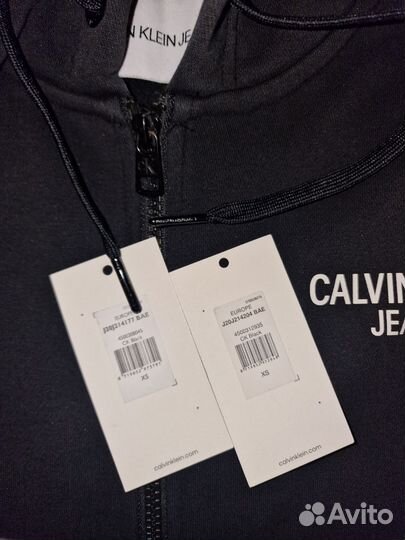 N KLEIN JEA
CALVIN
JEA
EUROPE
J20J214177 BAE
CK Black
XS
calvinklein.com
EUROPE
J20J214204 BAE
4500312935
CK Black
XS
calvinklein.com
Avito